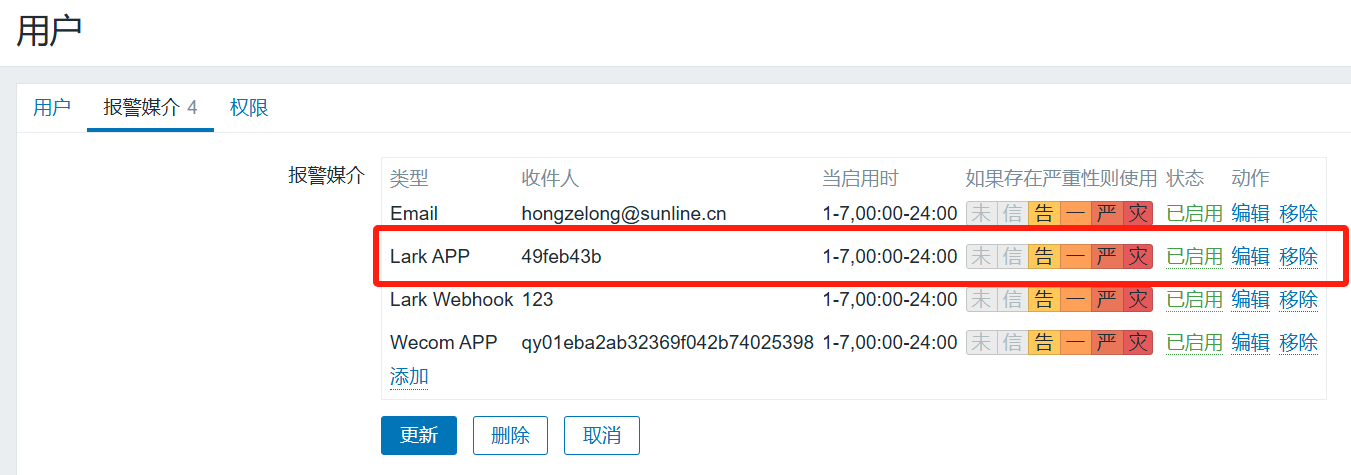 用户
用户 报警媒介 4 权限
报警媒介 类型 收件人 当启用时 如果存在严重性则使用 状态 动作
Email hongzelong@sunline.cn 1-7,00:00-24:00 未 信 告 一 严 灾 已启用 编辑 移除
Lark APP 49feb43b 1-7,00:00-24:00 未 信 告 一 严 灾 已启用 编辑 移除
Lark Webhook 123 1-7,00:00-24:00 未 信 告 一 严 灾 已启用 编辑 移除
Wecom APP qy01eba2ab32369f042b74025398 1-7,00:00-24:00 未 信 告 一 严 灾 已启用 编辑 移除
添加
更新 删除 取消